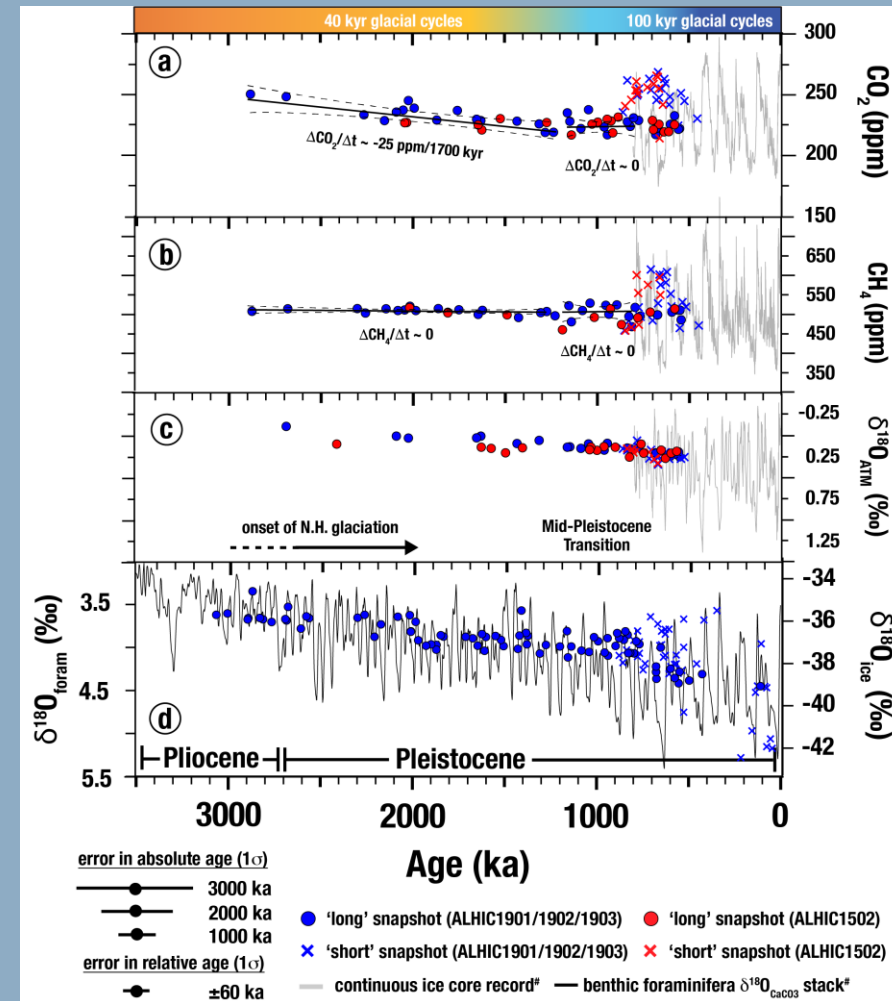 40 kyr glacial cycles
100 kyr glacial cycles
a
300
250
200
150
CO₂ (ppm)
ΔCO₂/Δt ~ -25 ppm/1700 kyr
ΔCO₂/Δt ~ 0
b
650
550
450
350
CH₄ (ppm)
ΔCH₄/Δt ~ 0
ΔCH₄/Δt ~ 0
c
-0.25
0.25
0.75
1.25
δ¹⁸O_ATM (‰)
onset of N.H. glaciation
Mid-Pleistocene
Transition
δ¹⁸O_foram (‰)
3.5
4.5
5.5
-34
-36
-38
-40
-42
δ¹⁸O_ice (‰)
d
Pliocene
Pleistocene
3000
2000
1000
0
Age (ka)
error in absolute age (1σ)
3000 ka
2000 ka
1000 ka
error in relative age (1σ)
±60 ka
'long' snapshot (ALHIC1901/1902/1903)
'long' snapshot (ALHIC1502)
'short' snapshot (ALHIC1901/1902/1903)
'short' snapshot (ALHIC1502)
continuous ice core record#
benthic foraminifera δ¹⁸O_CaCO3 stack#